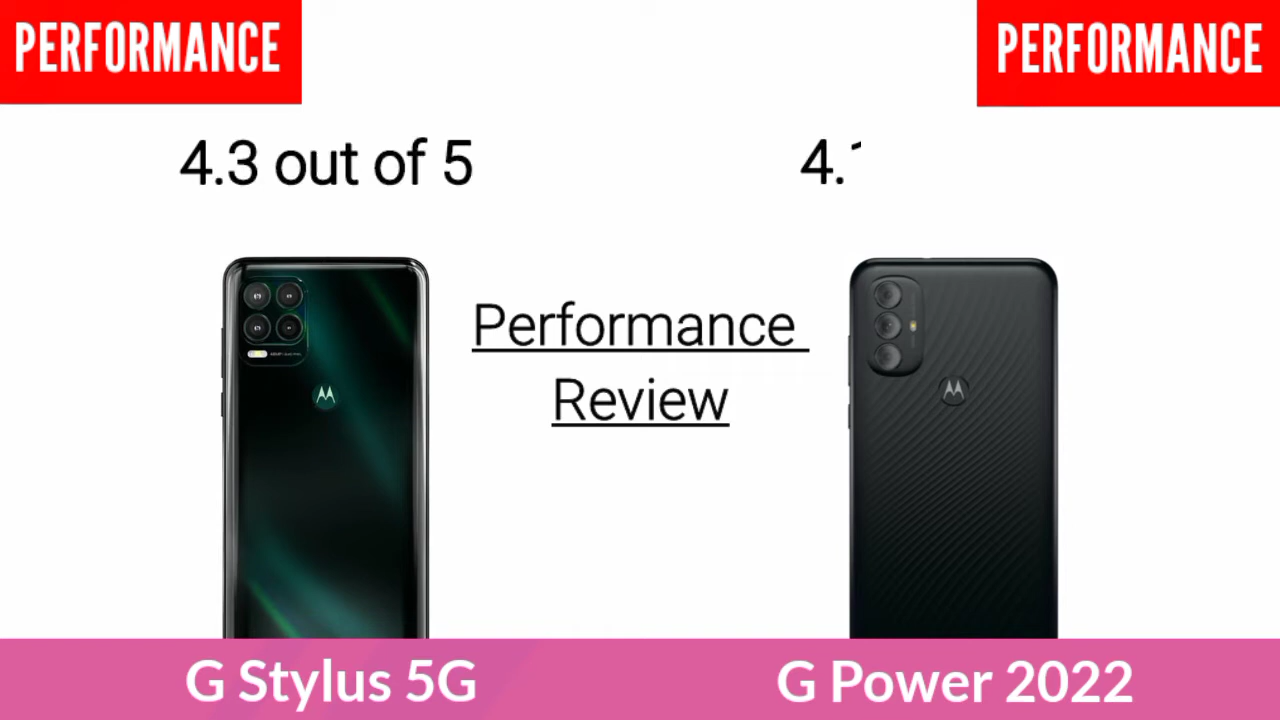 PERFORMANCE
PERFORMANCE
4.3 out of 5
Performance
Review
G Stylus 5G
G Power 2022